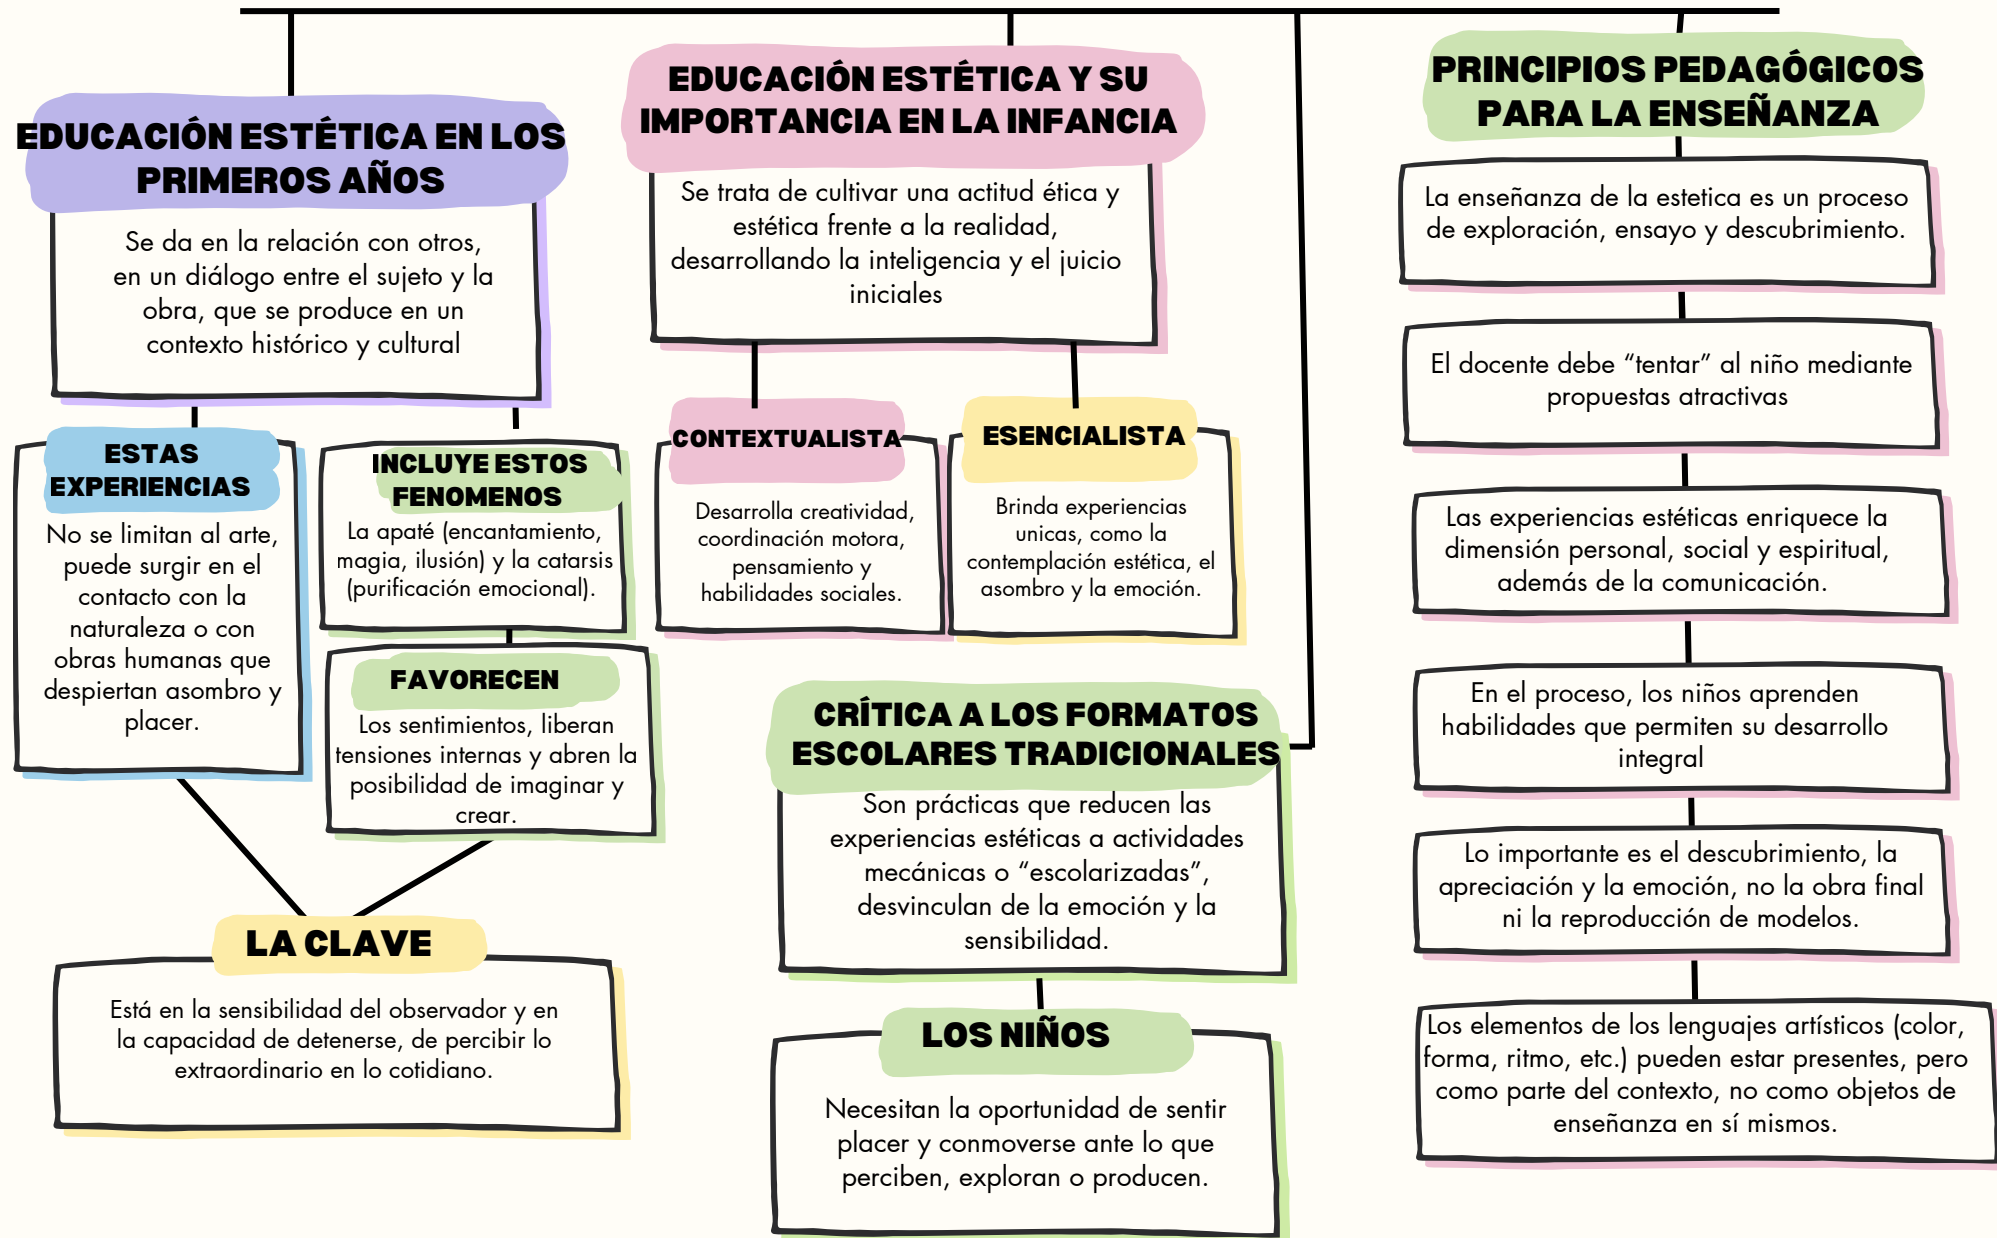 EDUCACIÓN ESTÉTICA EN LOS
PRIMEROS AÑOS
Se da en la relación con otros,
en un diálogo entre el sujeto y la
obra, que se produce en un
contexto histórico y cultural
ESTAS
EXPERIENCIAS
No se limitan al arte,
puede surgir en el
contacto con la
naturaleza o con
obras humanas que
despiertan asombro y
placer.
INCLUYE ESTOS
FENOMENOS
La apaté (encantamiento,
magia, ilusión) y la catarsis
(purificación emocional).
FAVORECEN
Los sentimientos, liberan
tensiones internas y abren la
posibilidad de imaginar y
crear.
LA CLAVE
Está en la sensibilidad del observador y en
la capacidad de detenerse, de percibir lo
extraordinario en lo cotidiano.
EDUCACIÓN ESTÉTICA Y SU
IMPORTANCIA EN LA INFANCIA
Se trata de cultivar una actitud ética y
estética frente a la realidad,
desarrollando la inteligencia y el juicio
iniciales
CONTEXTUALISTA
Desarrolla creatividad,
coordinación motora,
pensamiento y
habilidades sociales.
ESENCIALISTA
Brinda experiencias
unicas, como la
contemplación estética, el
asombro y la emoción.
CRÍTICA A LOS FORMATOS
ESCOLARES TRADICIONALES
Son prácticas que reducen las
experiencias estéticas a actividades
mecánicas o “escolarizadas”,
desvinculan de la emoción y la
sensibilidad.
LOS NIÑOS
Necesitan la oportunidad de sentir
placer y conmoverse ante lo que
perciben, exploran o producen.
PRINCIPIOS PEDAGÓGICOS
PARA LA ENSEÑANZA
La enseñanza de la estetica es un proceso
de exploración, ensayo y descubrimiento.
El docente debe “tentar” al niño mediante
propuestas atractivas
Las experiencias estéticas enriquece la
dimensión personal, social y espiritual,
además de la comunicación.
En el proceso, los niños aprenden
habilidades que permiten su desarrollo
integral
Lo importante es el descubrimiento, la
apreciación y la emoción, no la obra final
ni la reproducción de modelos.
Los elementos de los lenguajes artísticos (color,
forma, ritmo, etc.) pueden estar presentes, pero
como parte del contexto, no como objetos de
enseñanza en sí mismos.